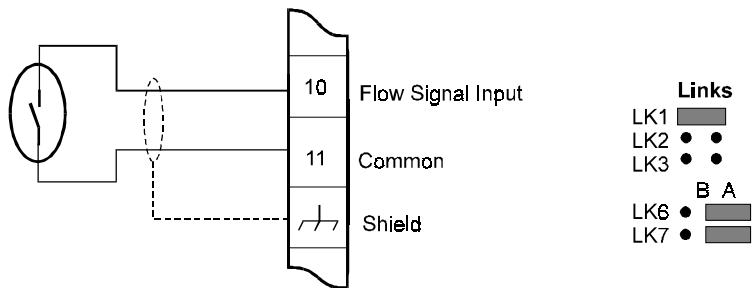 10 Flow Signal Input
11 Common
Shield
Links
LK1
LK2
LK3
B A
LK6
LK7